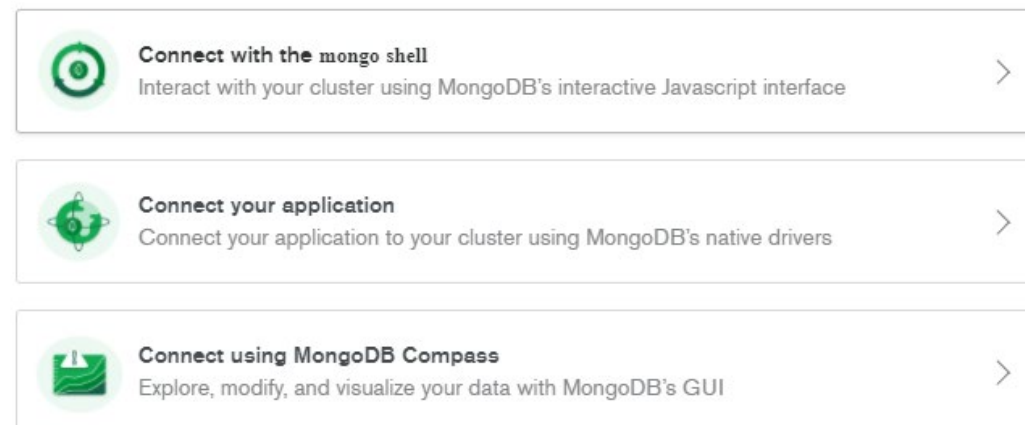 Connect with the mongo shell
Interact with your cluster using MongoDB's interactive Javascript interface
Connect your application
Connect your application to your cluster using MongoDB's native drivers
Connect using MongoDB Compass
Explore, modify, and visualize your data with MongoDB's GUI